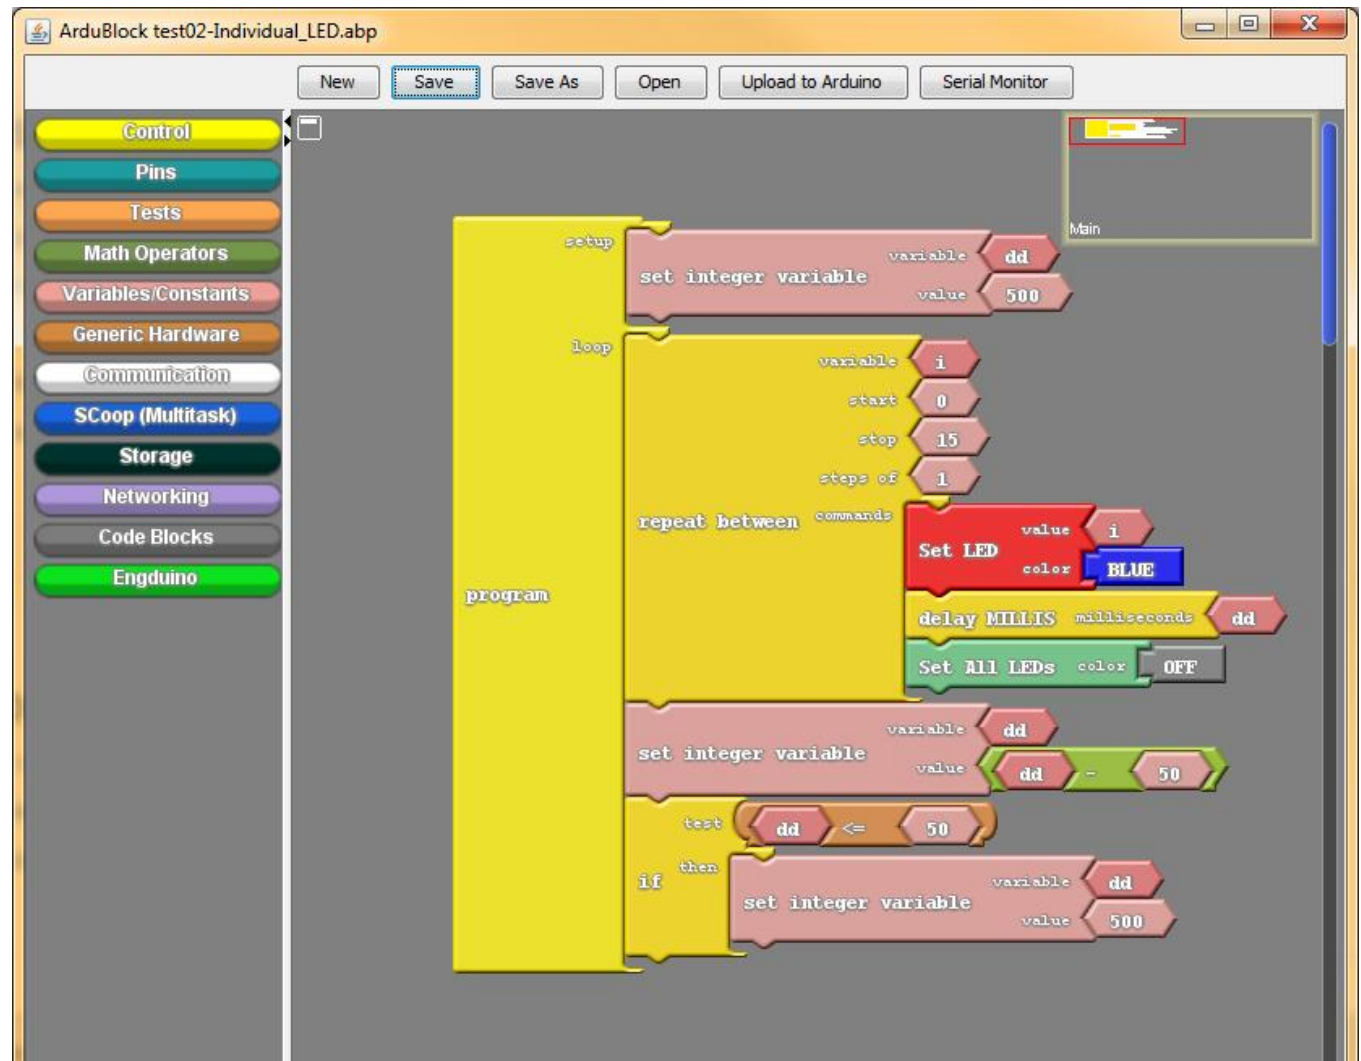 ArduBlock test02-Individual_LED.abp
New Save Save As Open Upload to Arduino Serial Monitor
Control
Pins
Tests
Math Operators
Variables/Constants
Generic Hardware
Communication
SCoop (Multitask)
Storage
Networking
Code Blocks
Engduino
Main
program
setup
set integer variable
variable dd
value 500
loop
repeat between
variable i
start 0
stop 15
steps of 1
commands
Set LED
value i
color BLUE
delay MILLIS milliseconds dd
Set All LEDs color OFF
set integer variable
variable dd
value dd - 50
if
test dd <= 50
then
set integer variable
variable dd
value 500